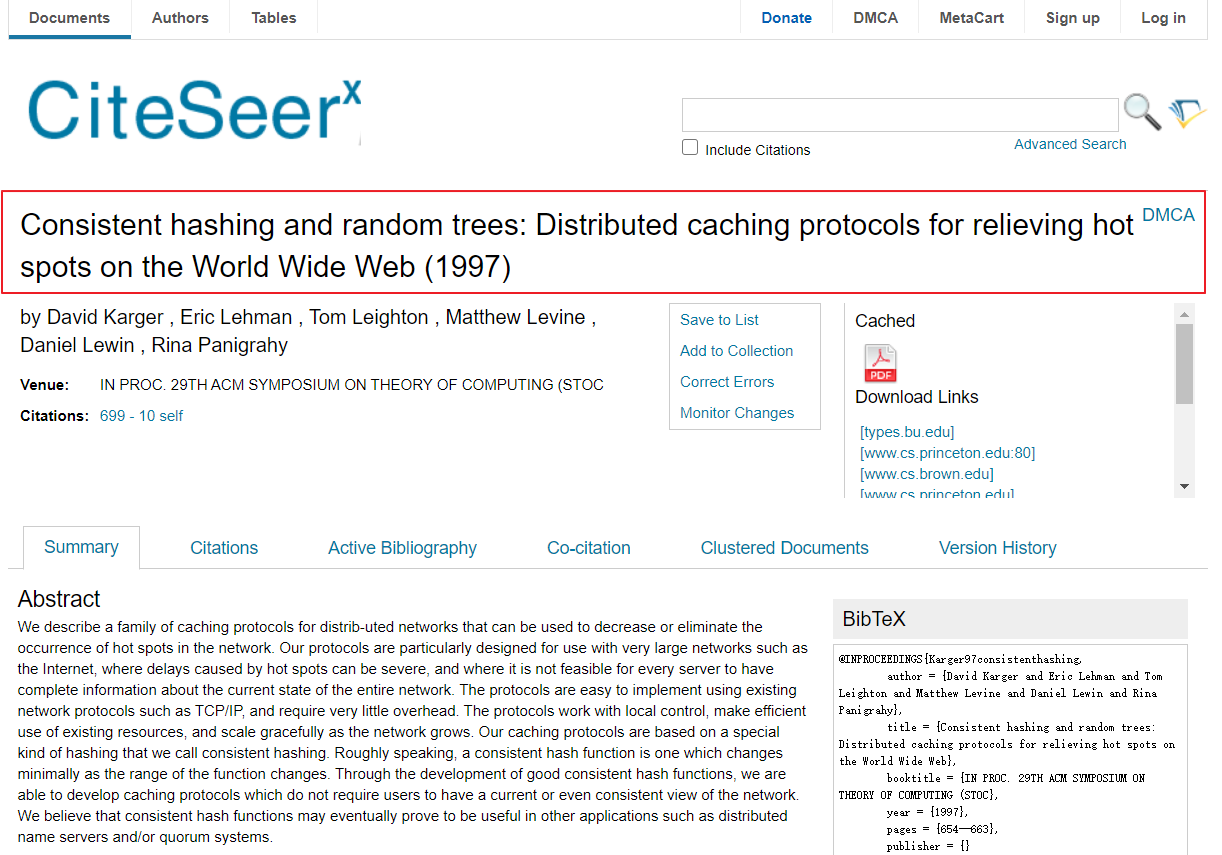 Documents Authors Tables Donate DMCA MetaCart Sign up Log in
CiteSeerx
Include Citations
Advanced Search
Consistent hashing and random trees: Distributed caching protocols for relieving hot DMCA
spots on the World Wide Web (1997)
by David Karger , Eric Lehman , Tom Leighton , Matthew Levine ,
Daniel Lewin , Rina Panigrahy
Venue: IN PROC. 29TH ACM SYMPOSIUM ON THEORY OF COMPUTING (STOC
Citations: 699 - 10 self
Save to List
Add to Collection
Correct Errors
Monitor Changes
Cached
PDF
Download Links
[types.bu.edu]
[www.cs.princeton.edu:80]
[www.cs.brown.edu]
[www.cs.princeton.edu]
Summary Citations Active Bibliography Co-citation Clustered Documents Version History
Abstract
We describe a family of caching protocols for distrib-uted networks that can be used to decrease or eliminate the
occurrence of hot spots in the network. Our protocols are particularly designed for use with very large networks such as
the Internet, where delays caused by hot spots can be severe, and where it is not feasible for every server to have
complete information about the current state of the entire network. The protocols are easy to implement using existing
network protocols such as TCP/IP, and require very little overhead. The protocols work with local control, make efficient
use of existing resources, and scale gracefully as the network grows. Our caching protocols are based on a special
kind of hashing that we call consistent hashing. Roughly speaking, a consistent hash function is one which changes
minimally as the range of the function changes. Through the development of good consistent hash functions, we are
able to develop caching protocols which do not require users to have a current or even consistent view of the network.
We believe that consistent hash functions may eventually prove to be useful in other applications such as distributed
name servers and/or quorum systems.
BibTeX
@INPROCEEDINGS{Karger97consistenthashing,
author = {David Karger and Eric Lehman and Tom
Leighton and Matthew Levine and Daniel Lewin and Rina
Panigrahy},
title = {Consistent hashing and random trees:
Distributed caching protocols for relieving hot spots on
the World Wide Web},
booktitle = {IN PROC. 29TH ACM SYMPOSIUM ON
THEORY OF COMPUTING (STOC},
year = {1997},
pages = {654--663},
publisher = {}